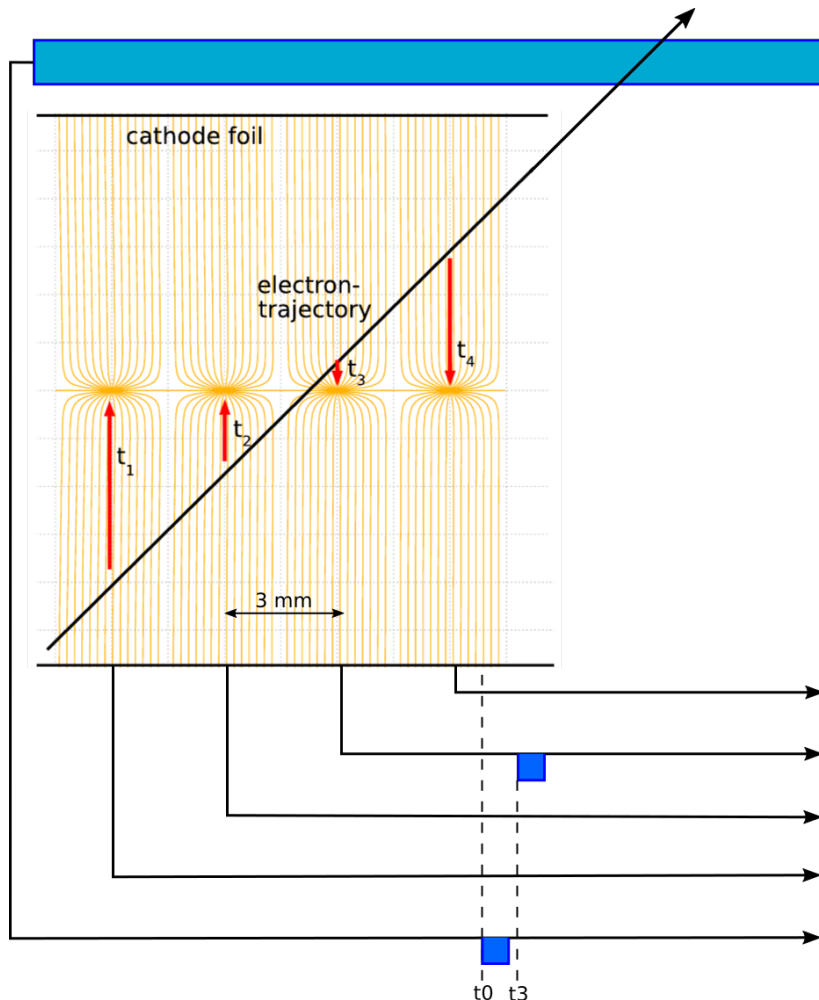 cathode foil
electron-
trajectory
t₃
t₄
t₂
t₁
3 mm
t0
t3